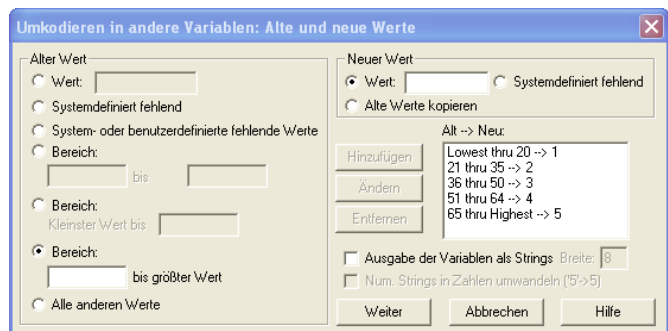 Umkodieren in andere Variablen: Alte und neue Werte
Alter Wert
Wert:
Systemdefiniert fehlend
System- oder benutzerdefinierte fehlende Werte
Bereich:
bis
Bereich:
Kleinster Wert bis
Bereich:
bis größter Wert
Alle anderen Werte
Neuer Wert
Wert:
Systemdefiniert fehlend
Alte Werte kopieren
Alt --> Neu:
Hinzufügen
Ändern
Entfernen
Lowest thru 20 --> 1
21 thru 35 --> 2
36 thru 50 --> 3
51 thru 64 --> 4
65 thru Highest --> 5
Ausgabe der Variablen als Strings Breite: 8
Num. Strings in Zahlen umwandeln ('5'->5)
Weiter
Abbrechen
Hilfe